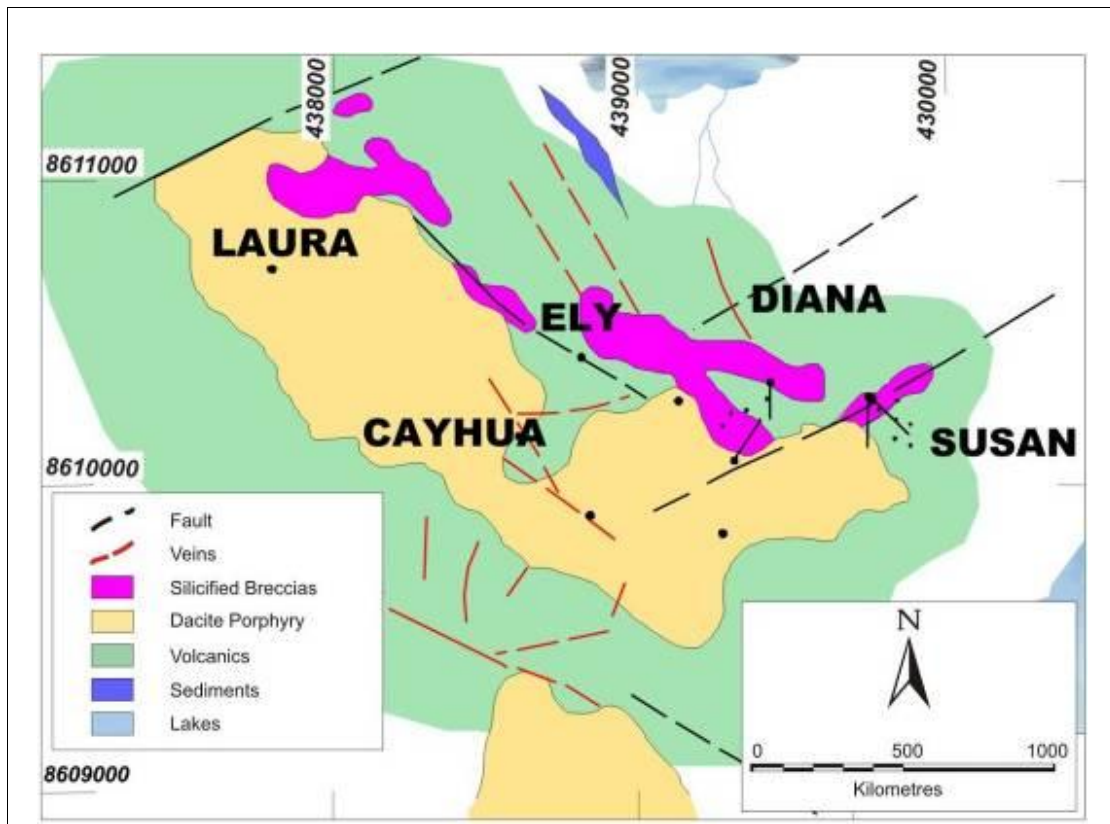 438000
439000
430000
8611000
LAURA
DIANA
ELY
CAYHUA
SUSAN
8610000
Fault
Veins
Silicified Breccias
Dacite Porphyry
Volcanics
Sediments
Lakes
N
0 500 1000
Kilometres
8609000